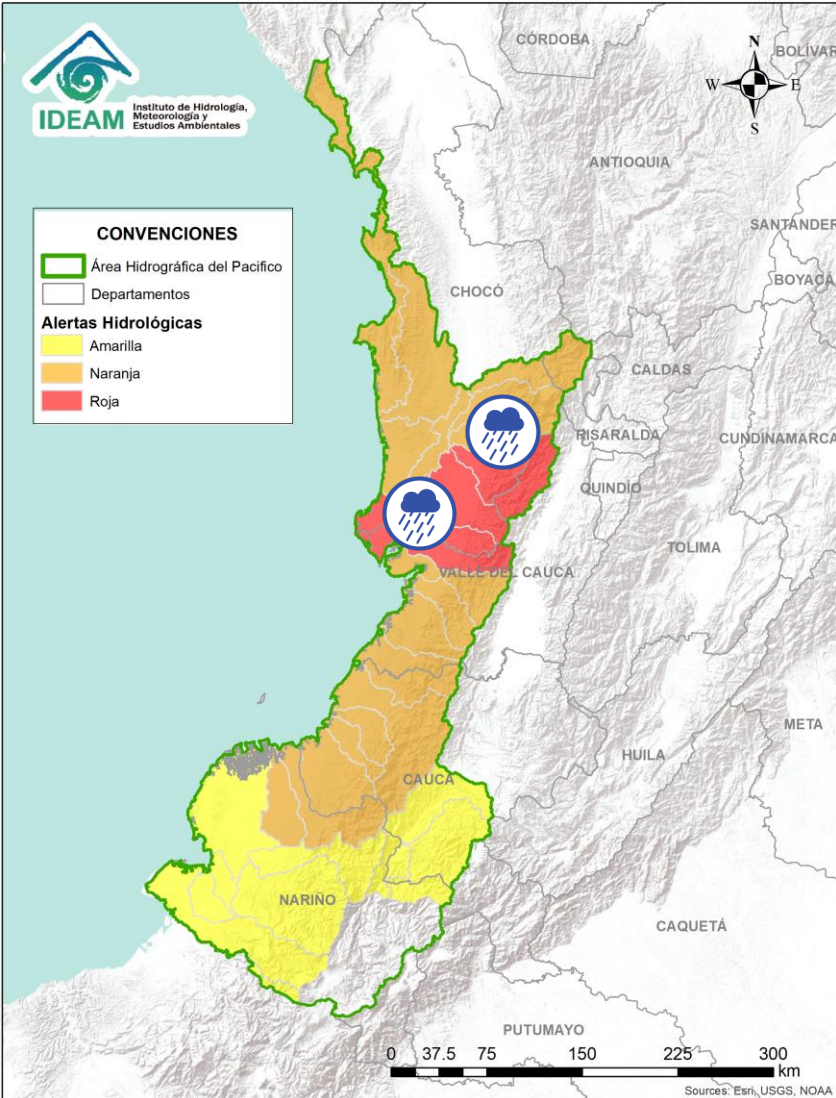 IDEAM
Instituto de Hidrología,
Meteorología y
Estudios Ambientales
CÓRDOBA
BOLÍVAR
N
W
E
S
ANTIOQUIA
SANTANDER
BOYACÁ
CONVENCIONES
Área Hidrográfica del Pacifico
Departamentos
Alertas Hidrológicas
Amarilla
Naranja
Roja
CHOCÓ
CALDAS
RISARALDA
CUNDINAMARCA
QUINDÍO
TOLIMA
VALLE DEL CAUCA
META
HUILA
CAUCA
NARIÑO
CAQUETÁ
PUTUMAYO
0 37.5 75 150 225 300
km
Sources: Esri, USGS, NOAA